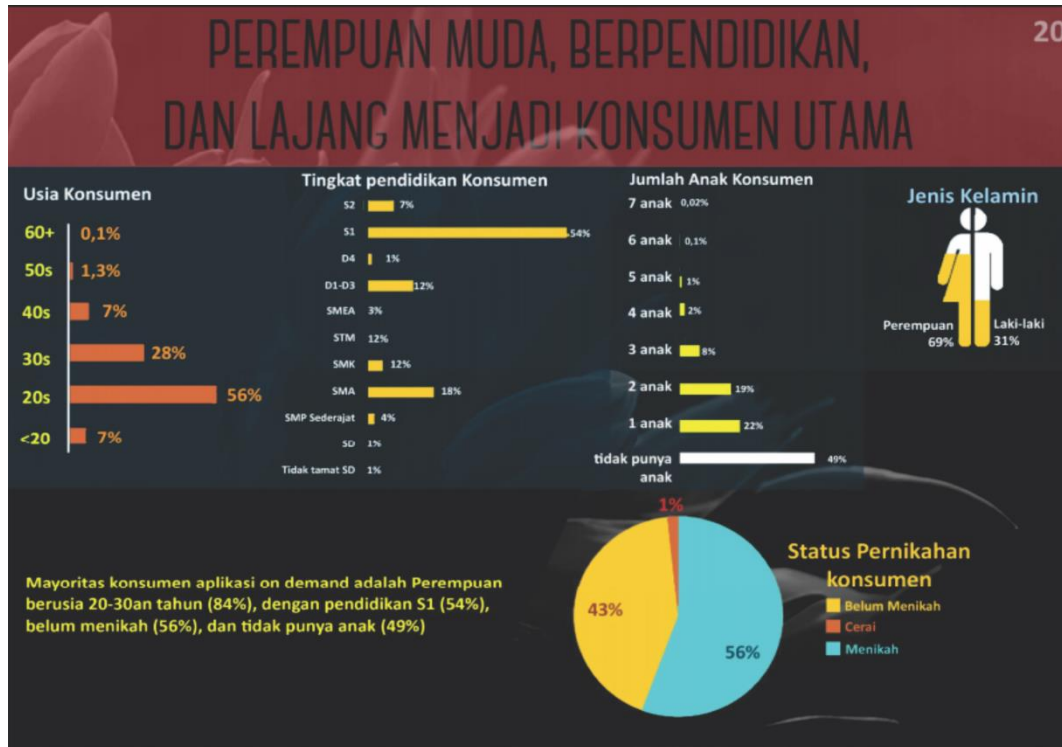 20
PEREMPUAN MUDA, BERPENDIDIKAN,
DAN LAJANG MENJADI KONSUMEN UTAMA
Usia Konsumen
60+ 0,1%
50s 1,3%
40s 7%
30s 28%
20s 56%
<20 7%
Tingkat pendidikan Konsumen
S2 7%
S1 54%
D4 1%
D1-D3 12%
SMEA 3%
STM 12%
SMK 12%
SMA 18%
SMP Sederajat 4%
SD 1%
Tidak tamat SD 1%
Jumlah Anak Konsumen
7 anak 0,02%
6 anak 0,1%
5 anak 1%
4 anak 2%
3 anak 8%
2 anak 19%
1 anak 22%
tidak punya 49%
anak
Jenis Kelamin
Perempuan Laki-laki
69% 31%
Mayoritas konsumen aplikasi on demand adalah Perempuan
berusia 20-30an tahun (84%), dengan pendidikan S1 (54%),
belum menikah (56%), dan tidak punya anak (49%)
1%
43%
56%
Status Pernikahan
konsumen
Belum Menikah
Cerai
Menikah